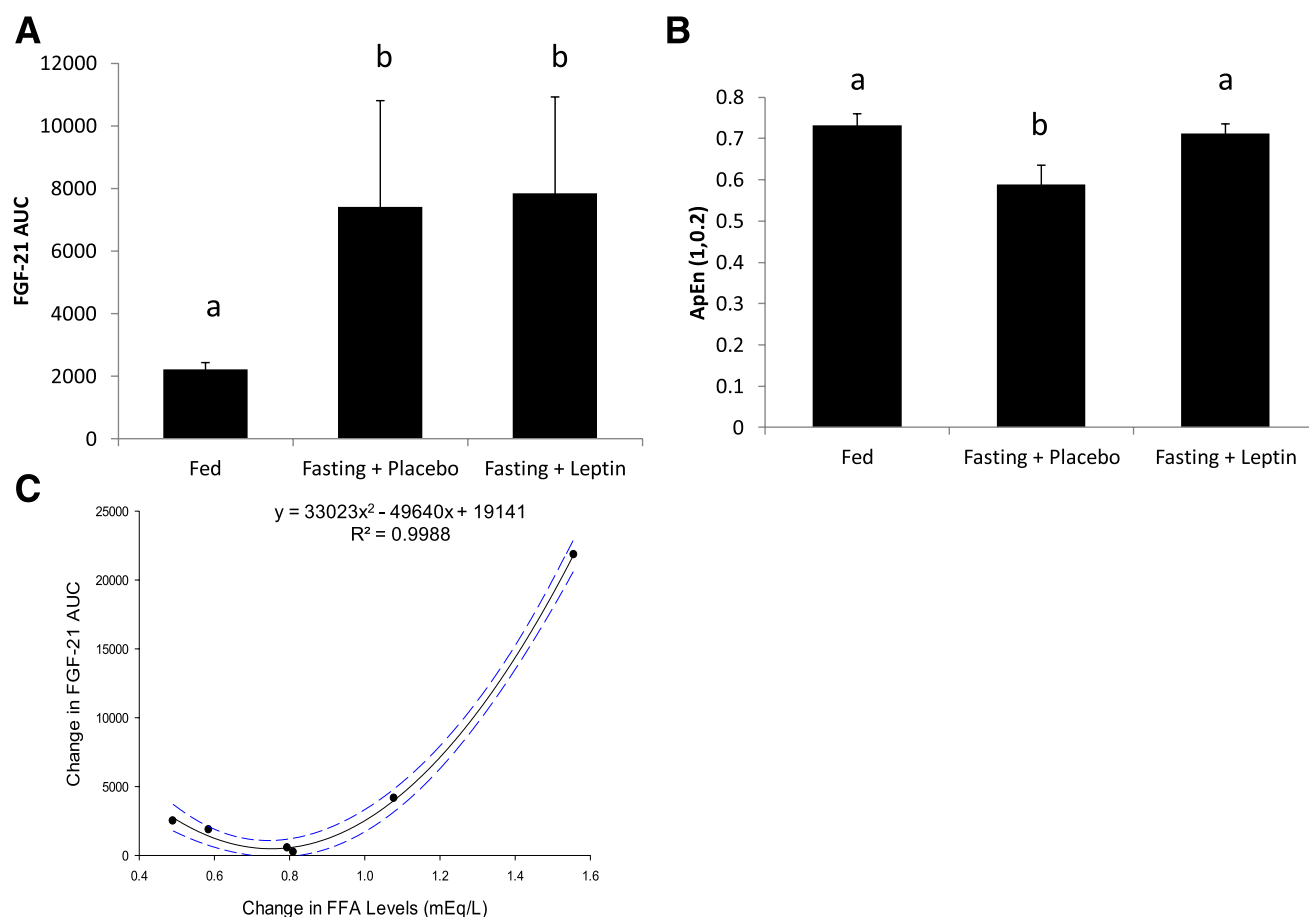 A
b
b
12000
10000
8000
6000
4000
2000
0
FGF-21 AUC
a
Fed
Fasting + Placebo
Fasting + Leptin
B
a
b
a
0.8
0.7
0.6
0.5
0.4
0.3
0.2
0.1
0
ApEn (1,0.2)
Fed
Fasting + Placebo
Fasting + Leptin
C
y = 33023x² - 49640x + 19141
R² = 0.9988
25000
20000
15000
10000
5000
0
Change in FGF-21 AUC
0.4
0.6
0.8
1.0
1.2
1.4
1.6
Change in FFA Levels (mEq/L)